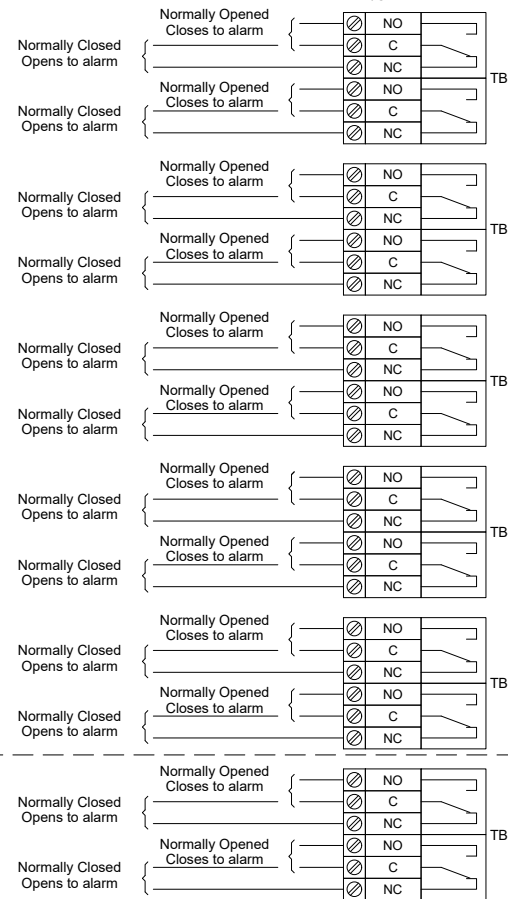 Normally Opened
Closes to alarm
NO
Normally Closed
Opens to alarm
C
NC
TB
Normally Opened
Closes to alarm
NO
Normally Closed
Opens to alarm
C
NC
Normally Opened
Closes to alarm
NO
Normally Closed
Opens to alarm
C
NC
TB
Normally Opened
Closes to alarm
NO
Normally Closed
Opens to alarm
C
NC
Normally Opened
Closes to alarm
NO
Normally Closed
Opens to alarm
C
NC
TB
Normally Opened
Closes to alarm
NO
Normally Closed
Opens to alarm
C
NC
Normally Opened
Closes to alarm
NO
Normally Closed
Opens to alarm
C
NC
TB
Normally Opened
Closes to alarm
NO
Normally Closed
Opens to alarm
C
NC
Normally Opened
Closes to alarm
NO
Normally Closed
Opens to alarm
C
NC
TB
Normally Opened
Closes to alarm
NO
Normally Closed
Opens to alarm
C
NC
Normally Opened
Closes to alarm
NO
Normally Closed
Opens to alarm
C
NC
TB
Normally Opened
Closes to alarm
NO
Normally Closed
Opens to alarm
C
NC